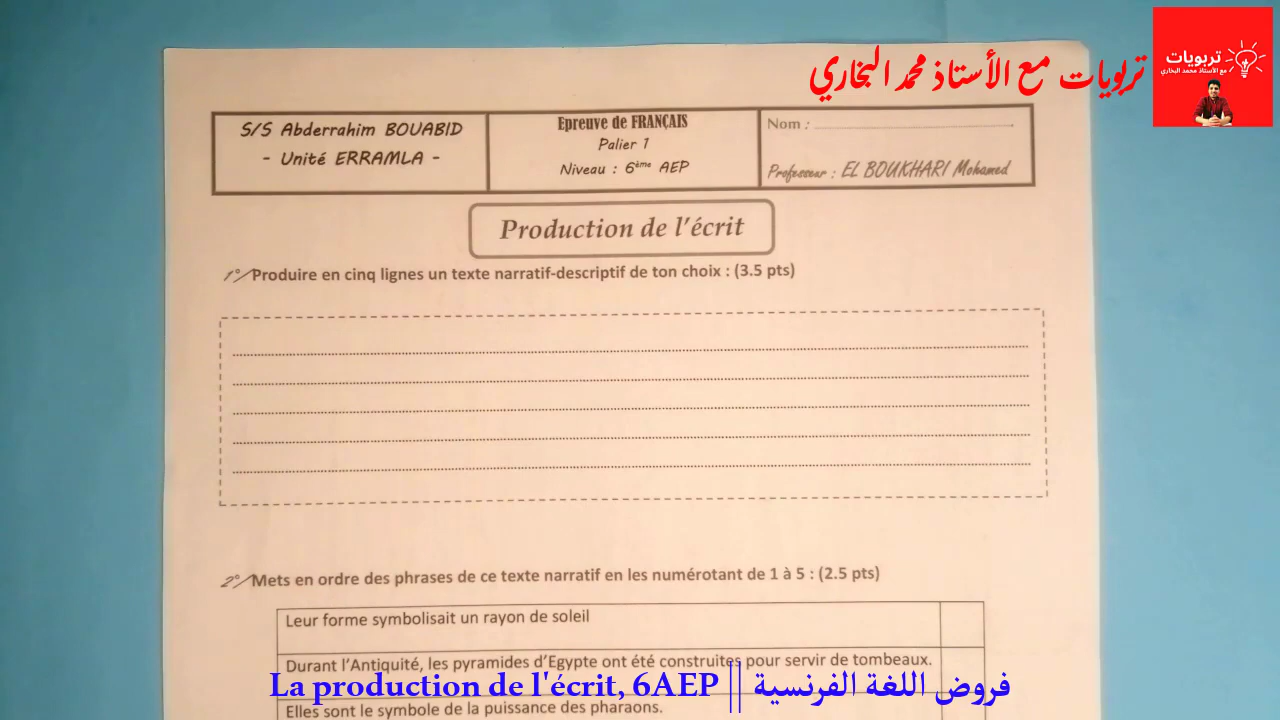 تربويات مع الأستاذ محمد البخاري
تربويات
مع الأستاذ محمد البخاري
S/S Abderrahim BOUABID
- Unité ERRAMLA -
Epreuve de FRANÇAIS
Palier 1
Niveau : 6ème AEP
Nom : ........................................
Professeur : EL BOUKHARI Mohamed
Production de l'écrit
1°/ Produire en cinq lignes un texte narratif-descriptif de ton choix : (3.5 pts)
2°/ Mets en ordre des phrases de ce texte narratif en les numérotant de 1 à 5 : (2.5 pts)
Leur forme symbolisait un rayon de soleil
Durant l'Antiquité, les pyramides d'Egypte ont été construites pour servir de tombeaux.
La production de l'écrit, 6AEP || فروض اللغة الفرنسية
Elles sont le symbole de la puissance des pharaons.